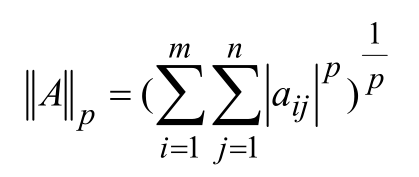 ‖A‖_p = (∑_{i=1}^{m} ∑_{j=1}^{n} |a_{ij}|^p)^{1/p}